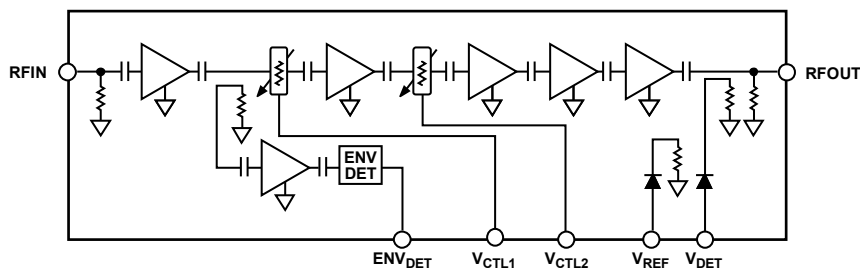 RFIN
RFOUT
ENV
DET
ENVDET
VCTL1
VCTL2
VREF
VDET